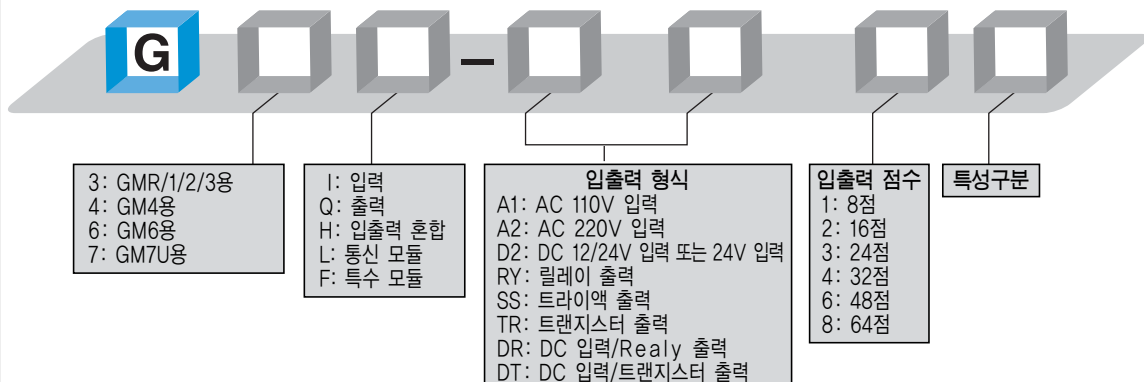 G –
3: GMR/1/2/3용
4: GM4용
6: GM6용
7: GM7U용
I: 입력
Q: 출력
H: 입출력 혼합
L: 통신 모듈
F: 특수 모듈
입출력 형식
A1: AC 110V 입력
A2: AC 220V 입력
D2: DC 12/24V 입력 또는 24V 입력
RY: 릴레이 출력
SS: 트라이액 출력
TR: 트랜지스터 출력
DR: DC 입력/Realy 출력
DT: DC 입력/트랜지스터 출력
입출력 점수
1: 8점
2: 16점
3: 24점
4: 32점
6: 48점
8: 64점
특성구분